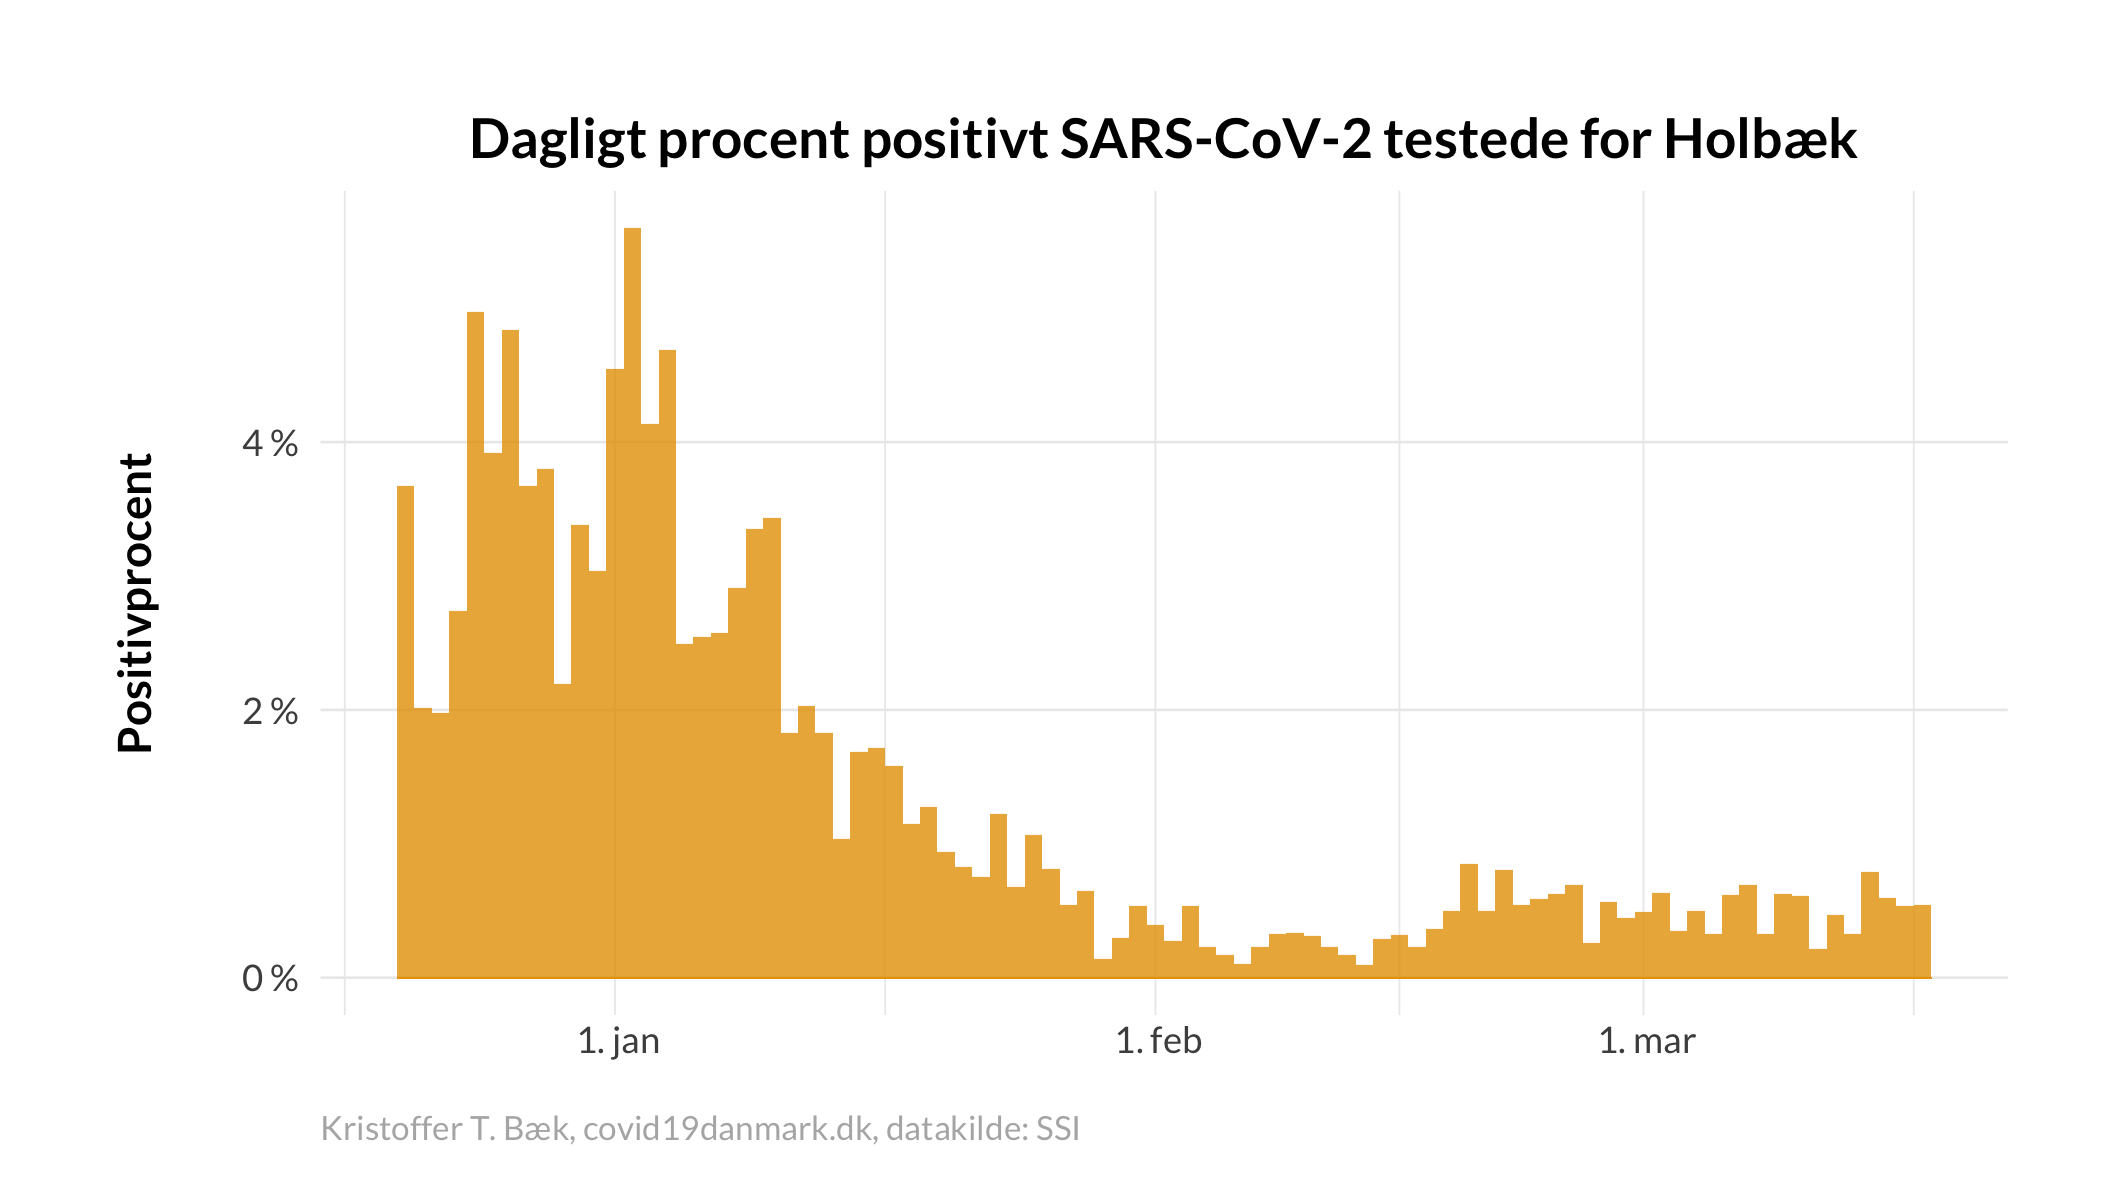 Dagligt procent positivt SARS-CoV-2 testede for Holbæk
Positivprocent
4 %
2 %
0 %
1. jan
1. feb
1. mar
Kristoffer T. Bæk, covid19danmark.dk, datakilde: SSI